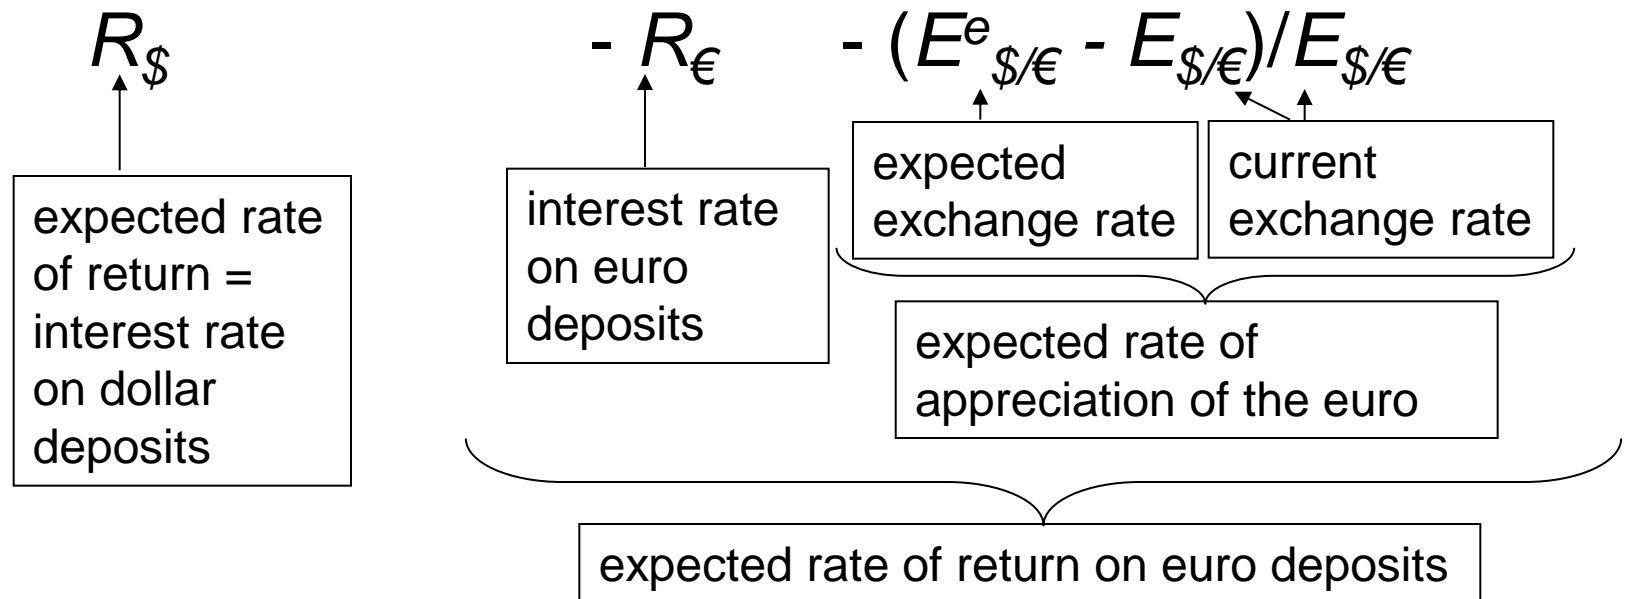 R$ - R€ - (Ee$/€ - E$/€)/E$/€
expected rate
of return =
interest rate
on dollar
deposits
interest rate
on euro
deposits
expected
exchange rate
current
exchange rate
expected rate of
appreciation of the euro
expected rate of return on euro deposits